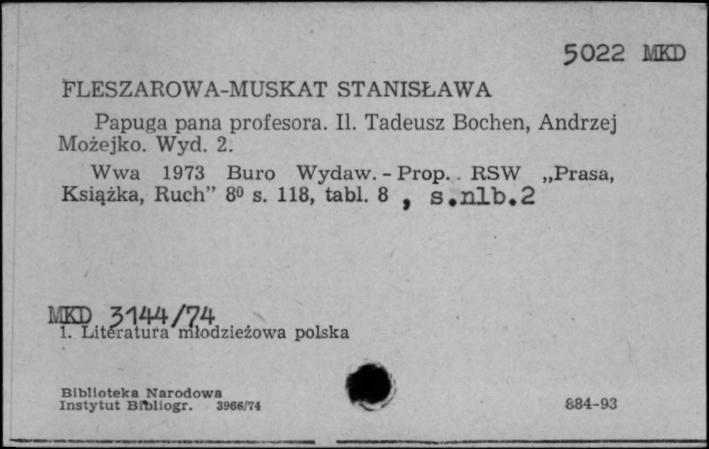 5022 MKD
FLESZAROWA-MUSKAT STANISŁAWA
Papuga pana profesora. Il. Tadeusz Bochen, Andrzej
Możejko. Wyd. 2.
Wwa 1973 Buro Wydaw. - Prop. . RSW „Prasa,
Książka, Ruch” 8⁰ s. 118, tabl. 8 , s.nlb.2
MKD 3144/74
1. Literatura młodzieżowa polska
Biblioteka Narodowa
Instytut Bibliogr. 3966/74
884-93